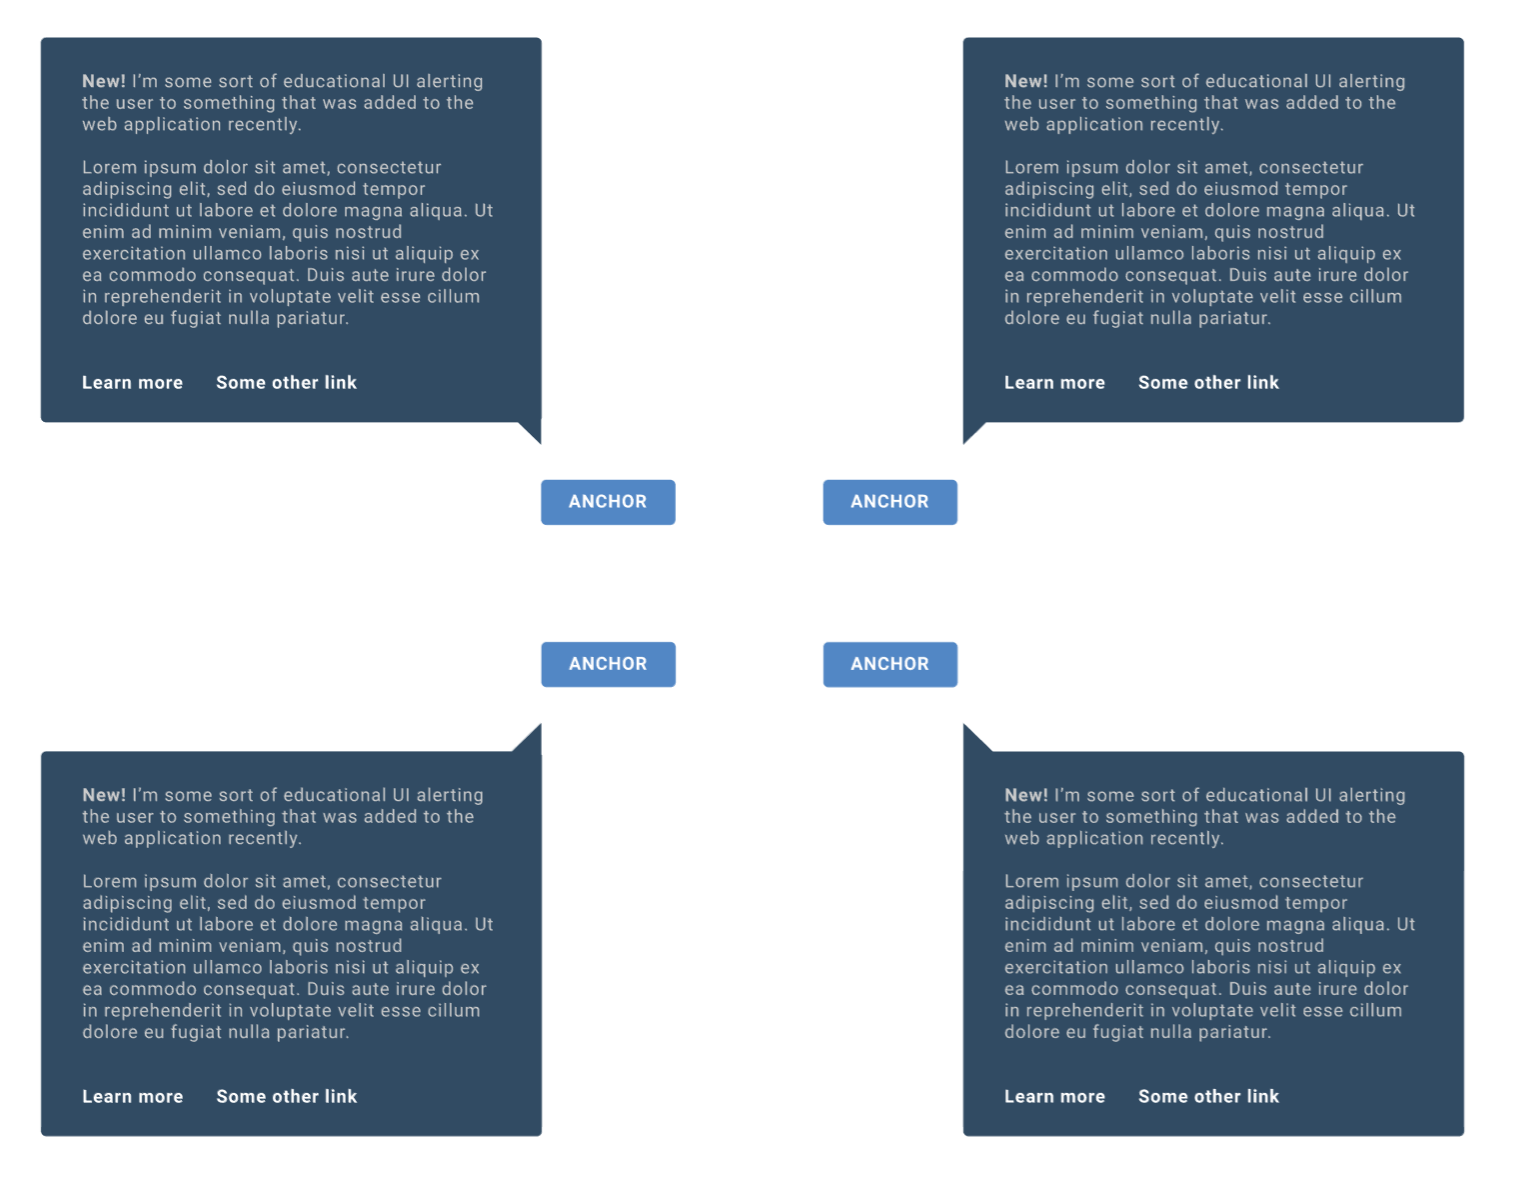 New! I'm some sort of educational UI alerting
the user to something that was added to the
web application recently.
Lorem ipsum dolor sit amet, consectetur
adipiscing elit, sed do eiusmod tempor
incididunt ut labore et dolore magna aliqua. Ut
enim ad minim veniam, quis nostrud
exercitation ullamco laboris nisi ut aliquip ex
ea commodo consequat. Duis aute irure dolor
in reprehenderit in voluptate velit esse cillum
dolore eu fugiat nulla pariatur.
Learn more Some other link
New! I'm some sort of educational UI alerting
the user to something that was added to the
web application recently.
Lorem ipsum dolor sit amet, consectetur
adipiscing elit, sed do eiusmod tempor
incididunt ut labore et dolore magna aliqua. Ut
enim ad minim veniam, quis nostrud
exercitation ullamco laboris nisi ut aliquip ex
ea commodo consequat. Duis aute irure dolor
in reprehenderit in voluptate velit esse cillum
dolore eu fugiat nulla pariatur.
Learn more Some other link
ANCHOR
ANCHOR
ANCHOR
ANCHOR
New! I'm some sort of educational UI alerting
the user to something that was added to the
web application recently.
Lorem ipsum dolor sit amet, consectetur
adipiscing elit, sed do eiusmod tempor
incididunt ut labore et dolore magna aliqua. Ut
enim ad minim veniam, quis nostrud
exercitation ullamco laboris nisi ut aliquip ex
ea commodo consequat. Duis aute irure dolor
in reprehenderit in voluptate velit esse cillum
dolore eu fugiat nulla pariatur.
Learn more Some other link
New! I'm some sort of educational UI alerting
the user to something that was added to the
web application recently.
Lorem ipsum dolor sit amet, consectetur
adipiscing elit, sed do eiusmod tempor
incididunt ut labore et dolore magna aliqua. Ut
enim ad minim veniam, quis nostrud
exercitation ullamco laboris nisi ut aliquip ex
ea commodo consequat. Duis aute irure dolor
in reprehenderit in voluptate velit esse cillum
dolore eu fugiat nulla pariatur.
Learn more Some other link